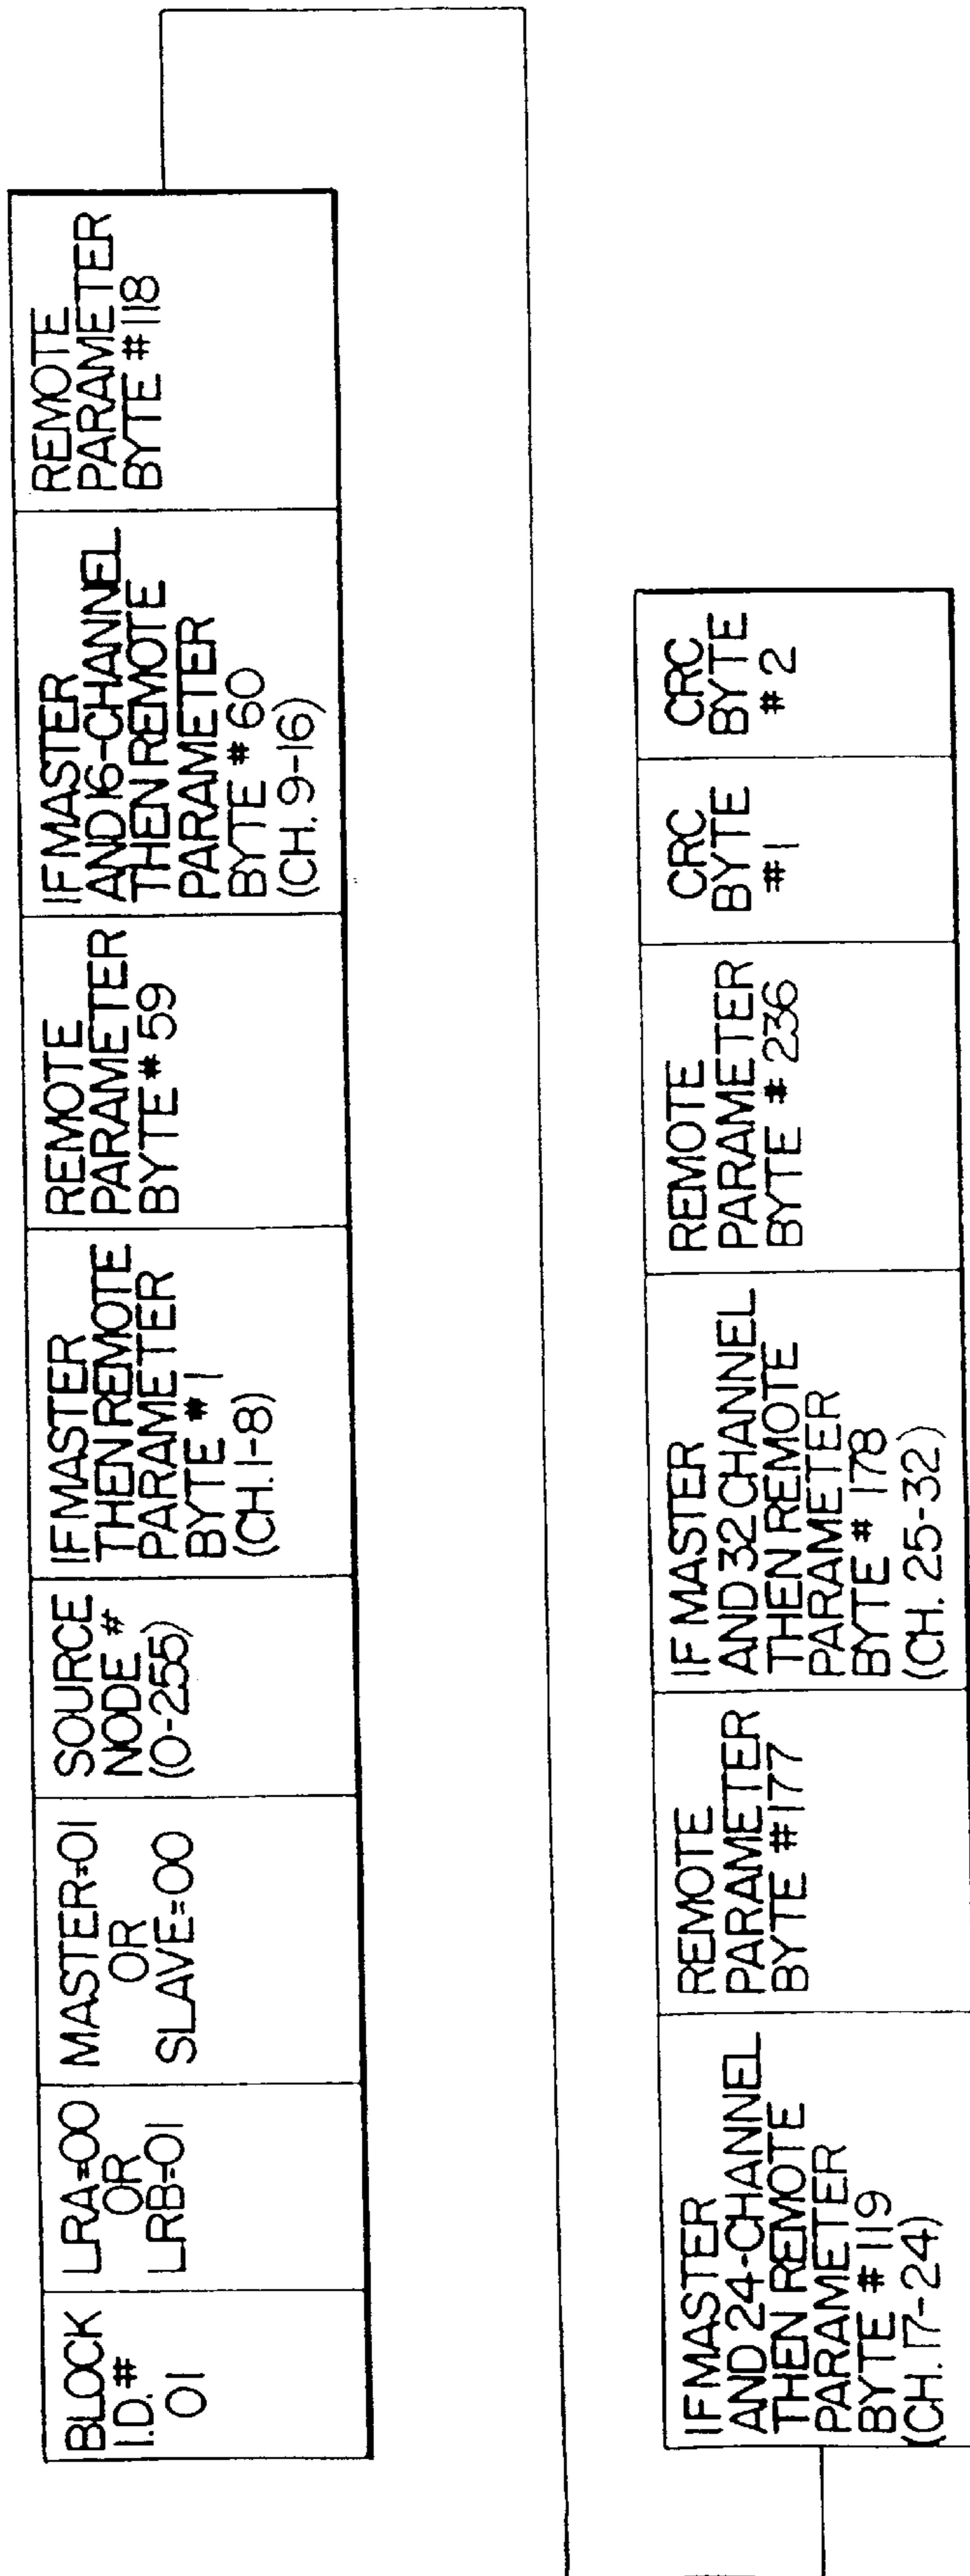 BLOCK
I.D.#
01
LRA=00
OR
LRB=01
MASTER=01
OR
SLAVE=00
SOURCE
NODE #
(0-255)
IF MASTER
THEN REMOTE
PARAMETER
BYTE #1
(CH.1-8)
REMOTE
PARAMETER
BYTE #59
IF MASTER
AND 16-CHANNEL
THEN REMOTE
PARAMETER
BYTE #60
(CH.9-16)
REMOTE
PARAMETER
BYTE #118
IF MASTER
AND 24-CHANNEL
THEN REMOTE
PARAMETER
BYTE #119
(CH.17-24)
REMOTE
PARAMETER
BYTE #177
IF MASTER
AND 32 CHANNEL
THEN REMOTE
PARAMETER
BYTE #178
(CH. 25-32)
REMOTE
PARAMETER
BYTE #236
CRC
BYTE
#1
CRC
BYTE
#2